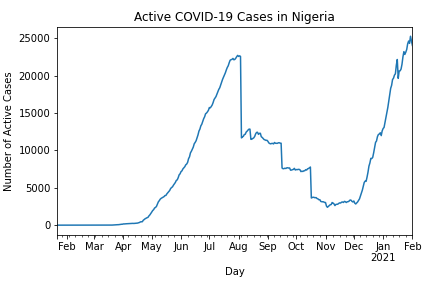 Active COVID-19 Cases in Nigeria
Number of Active Cases
25000
20000
15000
10000
5000
0
Feb Mar Apr May Jun Jul Aug Sep Oct Nov Dec Jan Feb
2021
Day